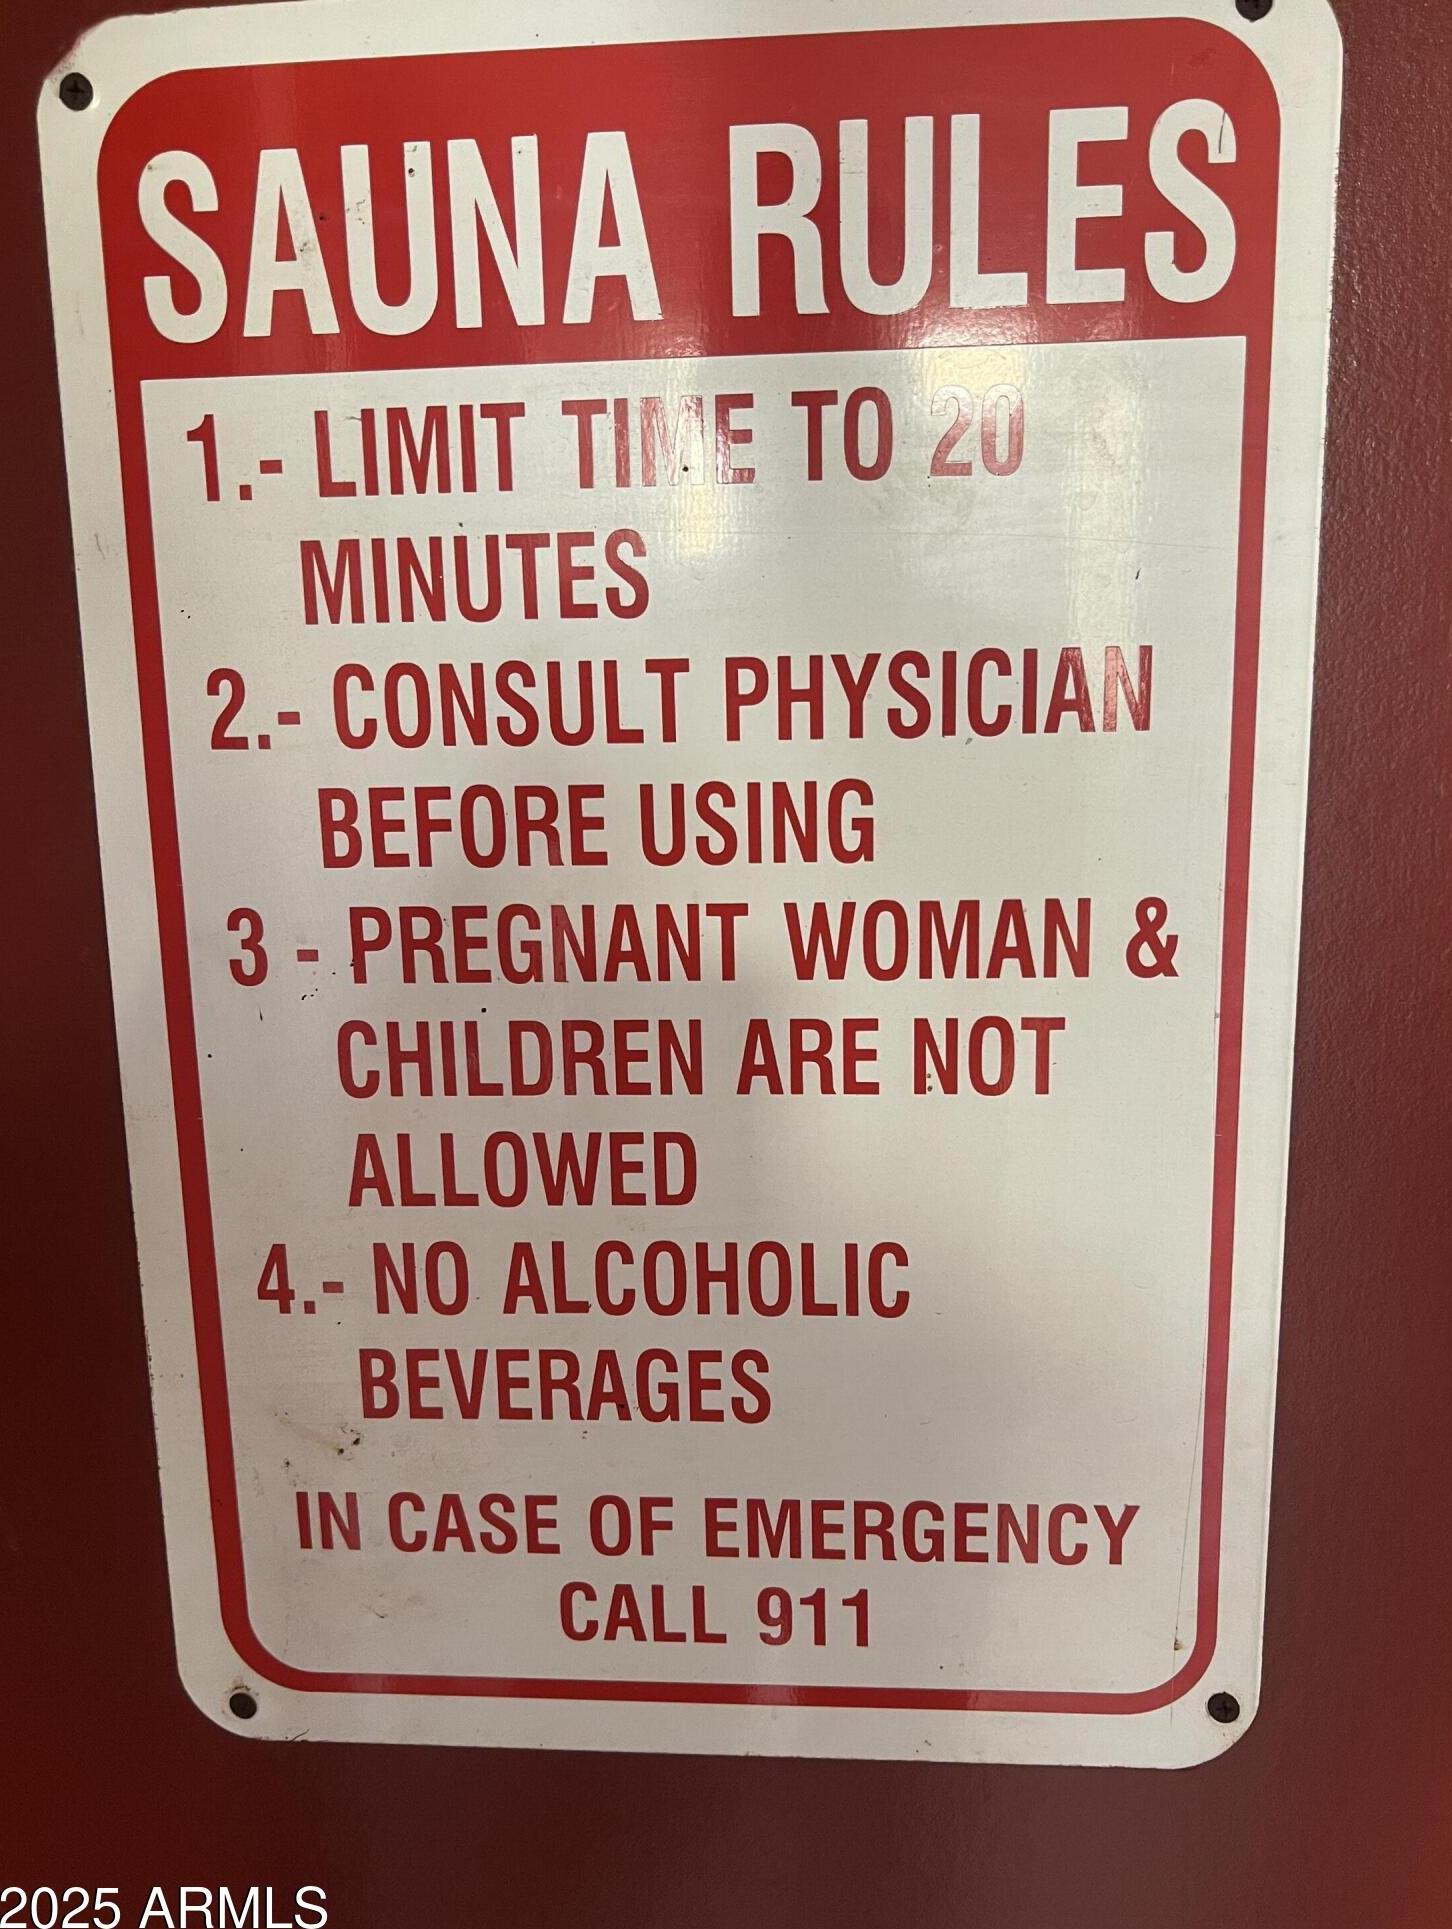 SAUNA RULES
1.- LIMIT TIME TO 20
MINUTES
2.- CONSULT PHYSICIAN
BEFORE USING
3 - PREGNANT WOMAN &
CHILDREN ARE NOT
ALLOWED
4.- NO ALCOHOLIC
BEVERAGES
IN CASE OF EMERGENCY
CALL 911
2025 ARMLS